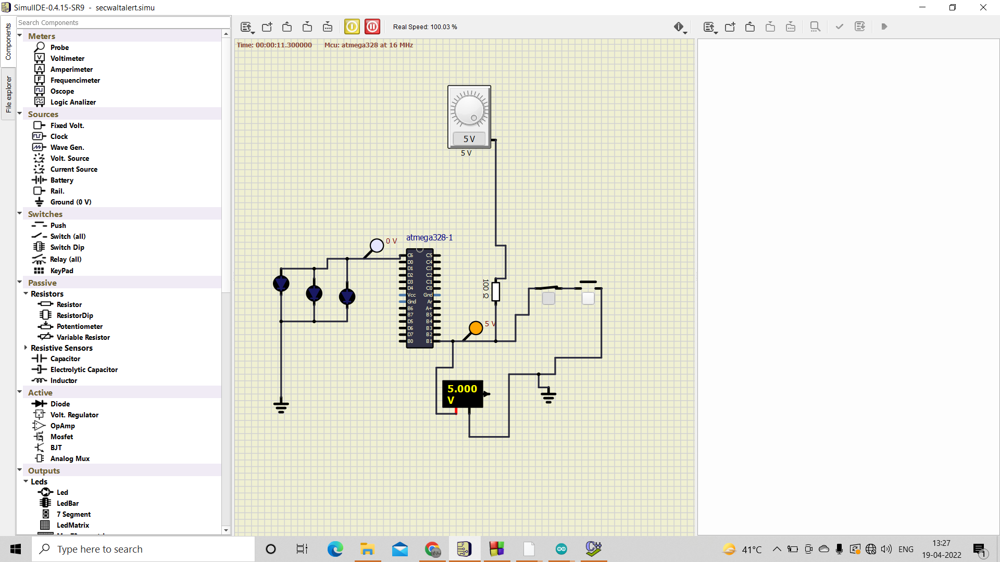 SimulIDE-0.4.15-SR9 - secwaltalert.simu
Components
File explorer
Search Components
Meters
Probe
Voltimeter
Amperimeter
Frequencimeter
Oscope
Logic Analizer
Sources
Fixed Volt.
Clock
Wave Gen.
Volt. Source
Current Source
Battery
Rail.
Ground (0 V)
Switches
Push
Switch (all)
Switch Dip
Relay (all)
KeyPad
Passive
Resistors
Resistor
ResistorDip
Potentiometer
Variable Resistor
Resistive Sensors
Capacitor
Electrolytic Capacitor
Inductor
Active
Diode
Volt. Regulator
OpAmp
Mosfet
BJT
Analog Mux
Outputs
Leds
Led
LedBar
7 Segment
LedMatrix
Real Speed: 100.03 %
Time: 00:00:11.300000 Mcu: atmega328 at 16 MHz
5 V
5 V
0 V
atmega328-1
C6 C5
D0 C4
D1 C3
D2 C2
D3 C1
D4 C0
Vcc Gnd
Gnd Ar
B6 A+
B7 B5
D5 B4
D6 B3
D7 B2
B0 B1
100 Ω
5 V
5.000
V
Type here to search
41°C
ENG
13:27
19-04-2022
1